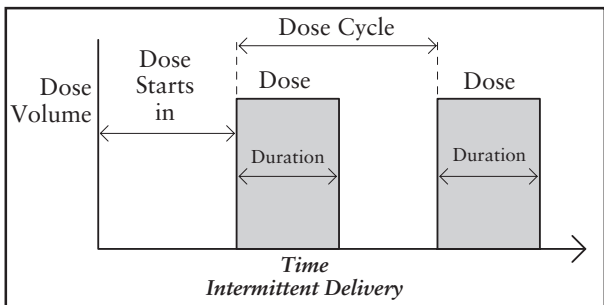 Dose Cycle
Dose
Starts
in
Dose
Volume
Dose
Dose
Duration
Duration
Time
Intermittent Delivery